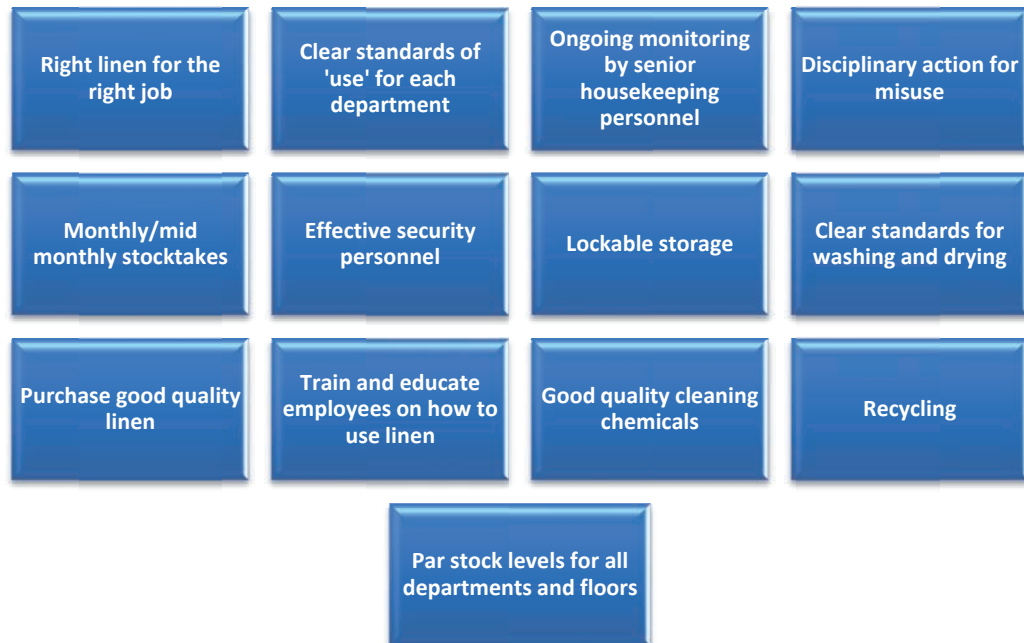 Right linen for the
right job
Clear standards of
'use' for each
department
Ongoing monitoring
by senior
housekeeping
personnel
Disciplinary action for
misuse
Monthly/mid
monthly stocktakes
Effective security
personnel
Lockable storage
Clear standards for
washing and drying
Purchase good quality
linen
Train and educate
employees on how to
use linen
Good quality cleaning
chemicals
Recycling
Par stock levels for all
departments and floors